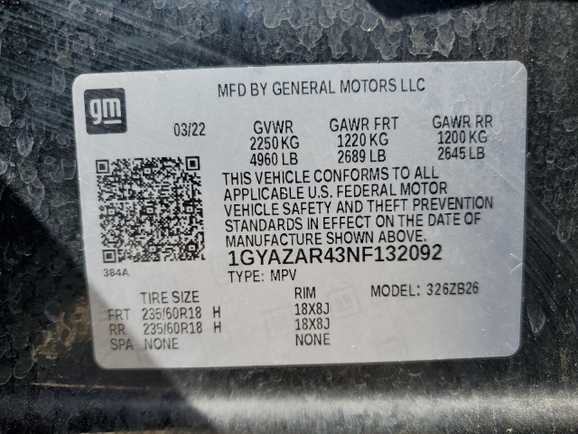 gm
MFD BY GENERAL MOTORS LLC
03/22 GVWR GAWR FRT GAWR RR
2250 KG 1220 KG 1200 KG
4960 LB 2689 LB 2645 LB
THIS VEHICLE CONFORMS TO ALL
APPLICABLE U.S. FEDERAL MOTOR
VEHICLE SAFETY AND THEFT PREVENTION
STANDARDS IN EFFECT ON THE DATE OF
MANUFACTURE SHOWN ABOVE.
384A
1GYAZAR43NF132092
TYPE: MPV
MODEL: 326ZB26
TIRE SIZE RIM
FRT 235/60R18 H 18X8J
RR 235/60R18 H 18X8J
SPA NONE NONE